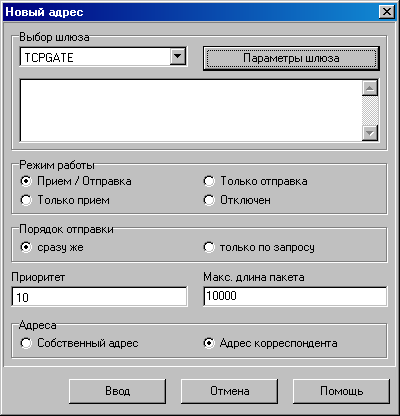 Новый адрес
Выбор шлюза
TCPGATE
Параметры шлюза
Режим работы
Прием / Отправка
Только отправка
Только прием
Отключен
Порядок отправки
сразу же
только по запросу
Приоритет
Макс. длина пакета
10
10000
Адреса
Собственный адрес
Адрес корреспондента
Ввод
Отмена
Помощь